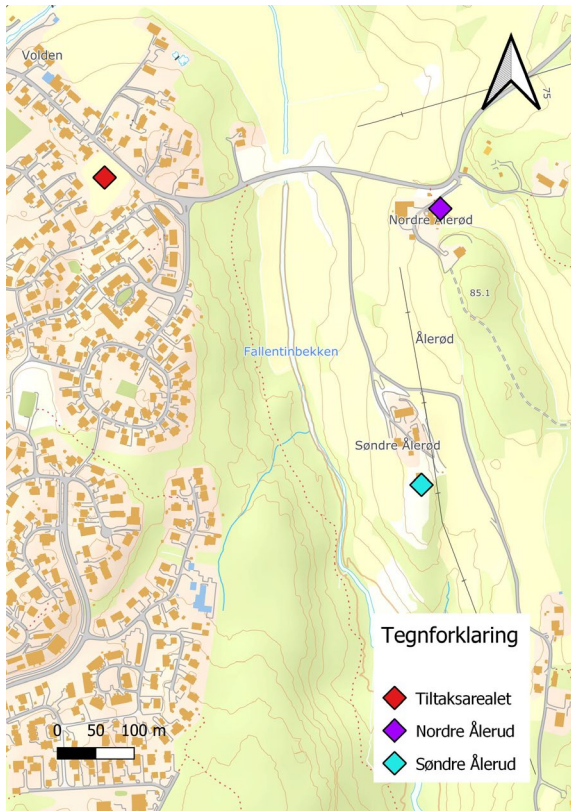 Volden
75
Nordre Ålerød
85.1
Ålerød
Fallentinbekken
Søndre Ålerød
Tegnforklaring
Tiltaksarealet
Nordre Ålerud
Søndre Ålerud
0 50 100 m